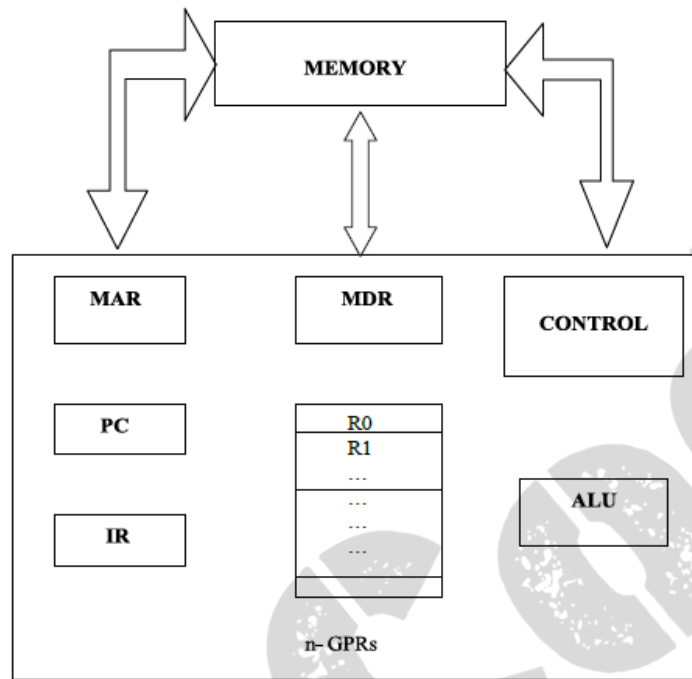 MEMORY
MAR
MDR
CONTROL
PC
R0
R1
...
...
...
...
IR
ALU
n- GPRs